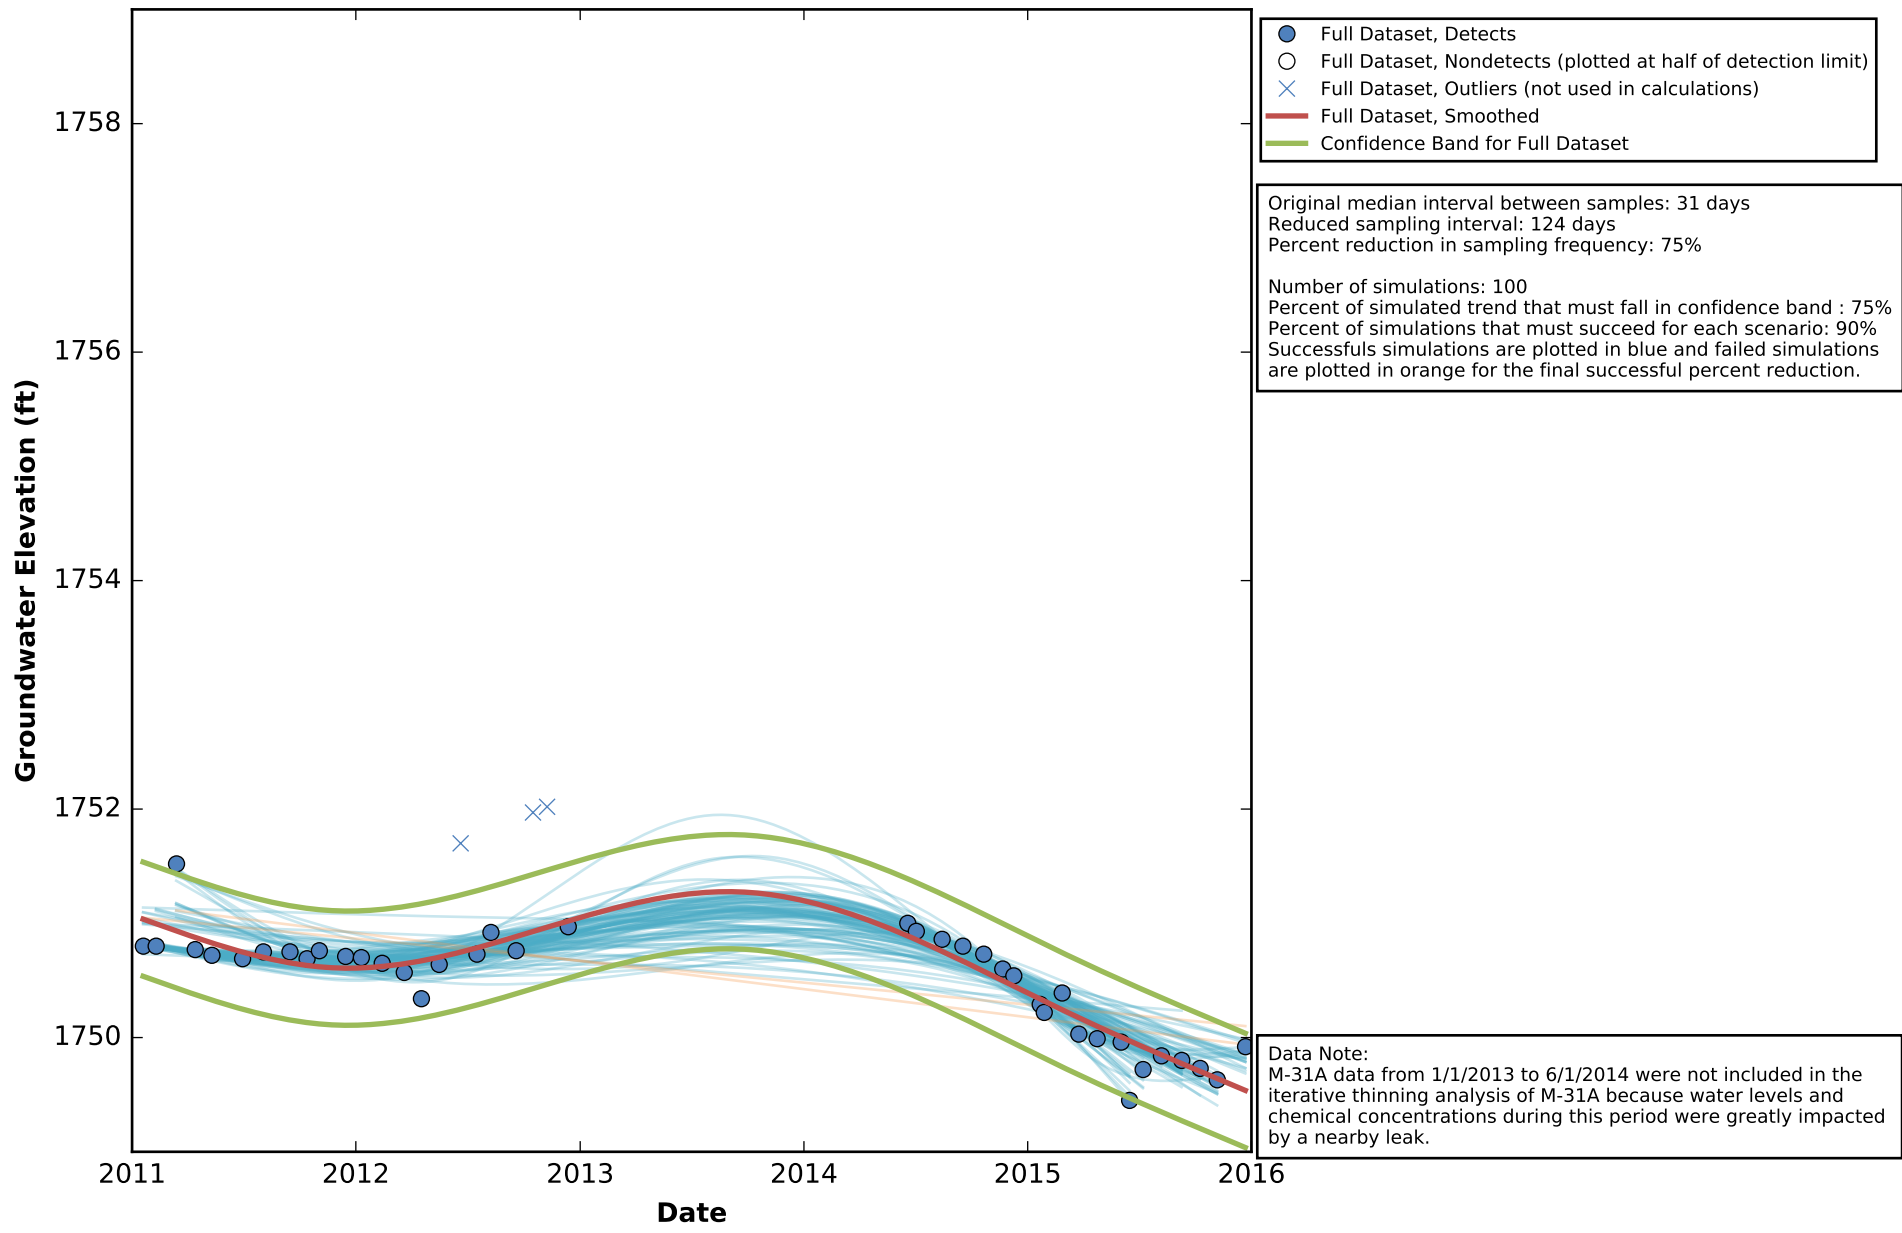 1758
1756
1754
1752
1750
Groundwater Elevation (ft)
2011 2012 2013 2014 2015 2016
Date
Full Dataset, Detects
Full Dataset, Nondetects (plotted at half of detection limit)
Full Dataset, Outliers (not used in calculations)
Full Dataset, Smoothed
Confidence Band for Full Dataset
Original median interval between samples: 31 days
Reduced sampling interval: 124 days
Percent reduction in sampling frequency: 75%
Number of simulations: 100
Percent of simulated trend that must fall in confidence band : 75%
Percent of simulations that must succeed for each scenario: 90%
Successfuls simulations are plotted in blue and failed simulations
are plotted in orange for the final successful percent reduction.
Data Note:
M-31A data from 1/1/2013 to 6/1/2014 were not included in the
iterative thinning analysis of M-31A because water levels and
chemical concentrations during this period were greatly impacted
by a nearby leak.